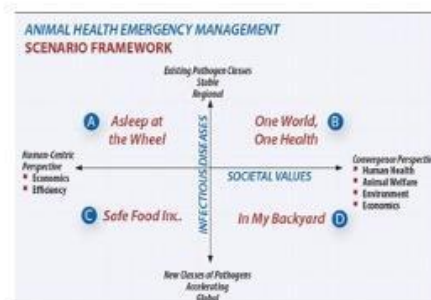 ANIMAL HEALTH EMERGENCY MANAGEMENT
SCENARIO FRAMEWORK
Existing Pathogen Classes
Stable
Regional
A Asleep at
the Wheel
One World, B
One Health
Human-Centric
Perspective
• Economics
• Efficiency
INFECTIOUS DISEASES
SOCIETAL VALUES
Convergence Perspective
• Human Health
• Animal Welfare
• Environment
• Economics
C Safe Food Inc.
In My Backyard D
New Classes of Pathogens
Accelerating
Global